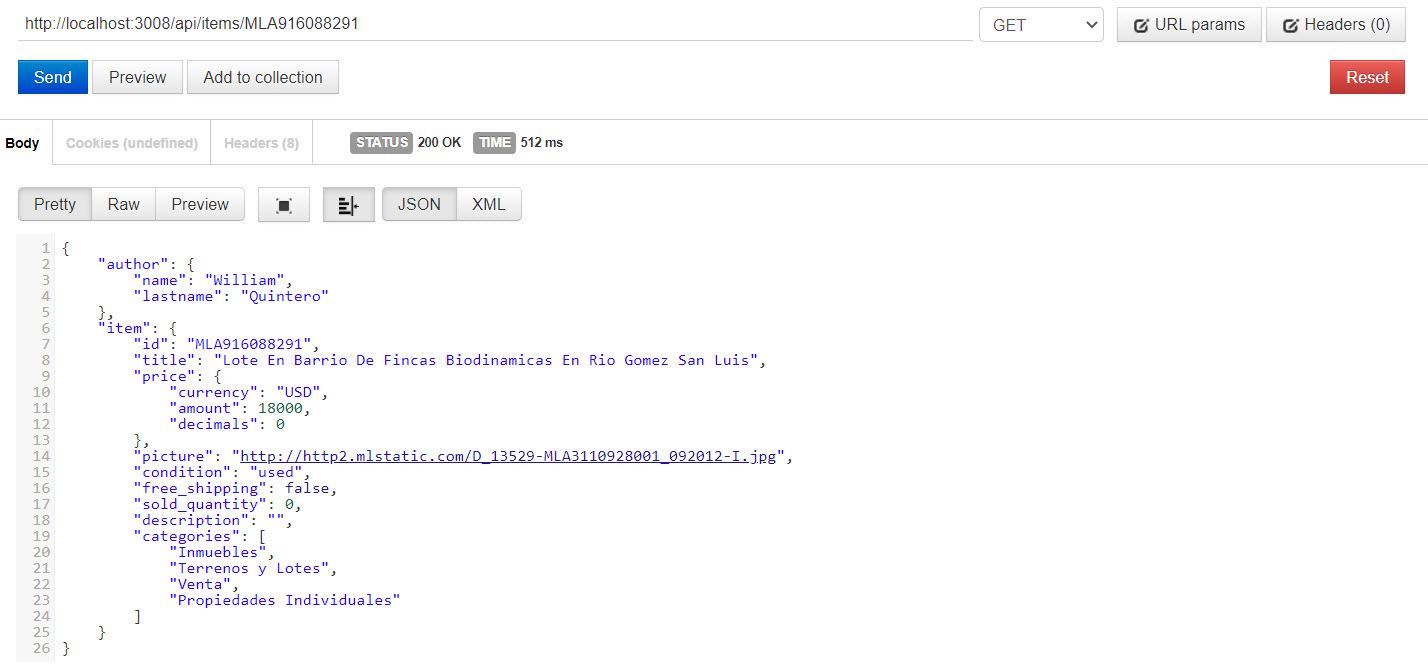 http://localhost:3008/api/items/MLA916088291 GET URL params Headers (0)
Send Preview Add to collection Reset
Body Cookies (undefined) Headers (8) STATUS 200 OK TIME 512 ms
Pretty Raw Preview JSON XML
1 {
2     "author": {
3         "name": "William",
4         "lastname": "Quintero"
5     },
6     "item": {
7         "id": "MLA916088291",
8         "title": "Lote En Barrio De Fincas Biodinamicas En Rio Gomez San Luis",
9         "price": {
10             "currency": "USD",
11             "amount": 18000,
12             "decimals": 0
13         },
14         "picture": "http://http2.mlstatic.com/D_13529-MLA3110928001_092012-I.jpg",
15         "condition": "used",
16         "free_shipping": false,
17         "sold_quantity": 0,
18         "description": "",
19         "categories": [
20             "Inmuebles",
21             "Terrenos y Lotes",
22             "Venta",
23             "Propiedades Individuales"
24         ]
25     }
26 }